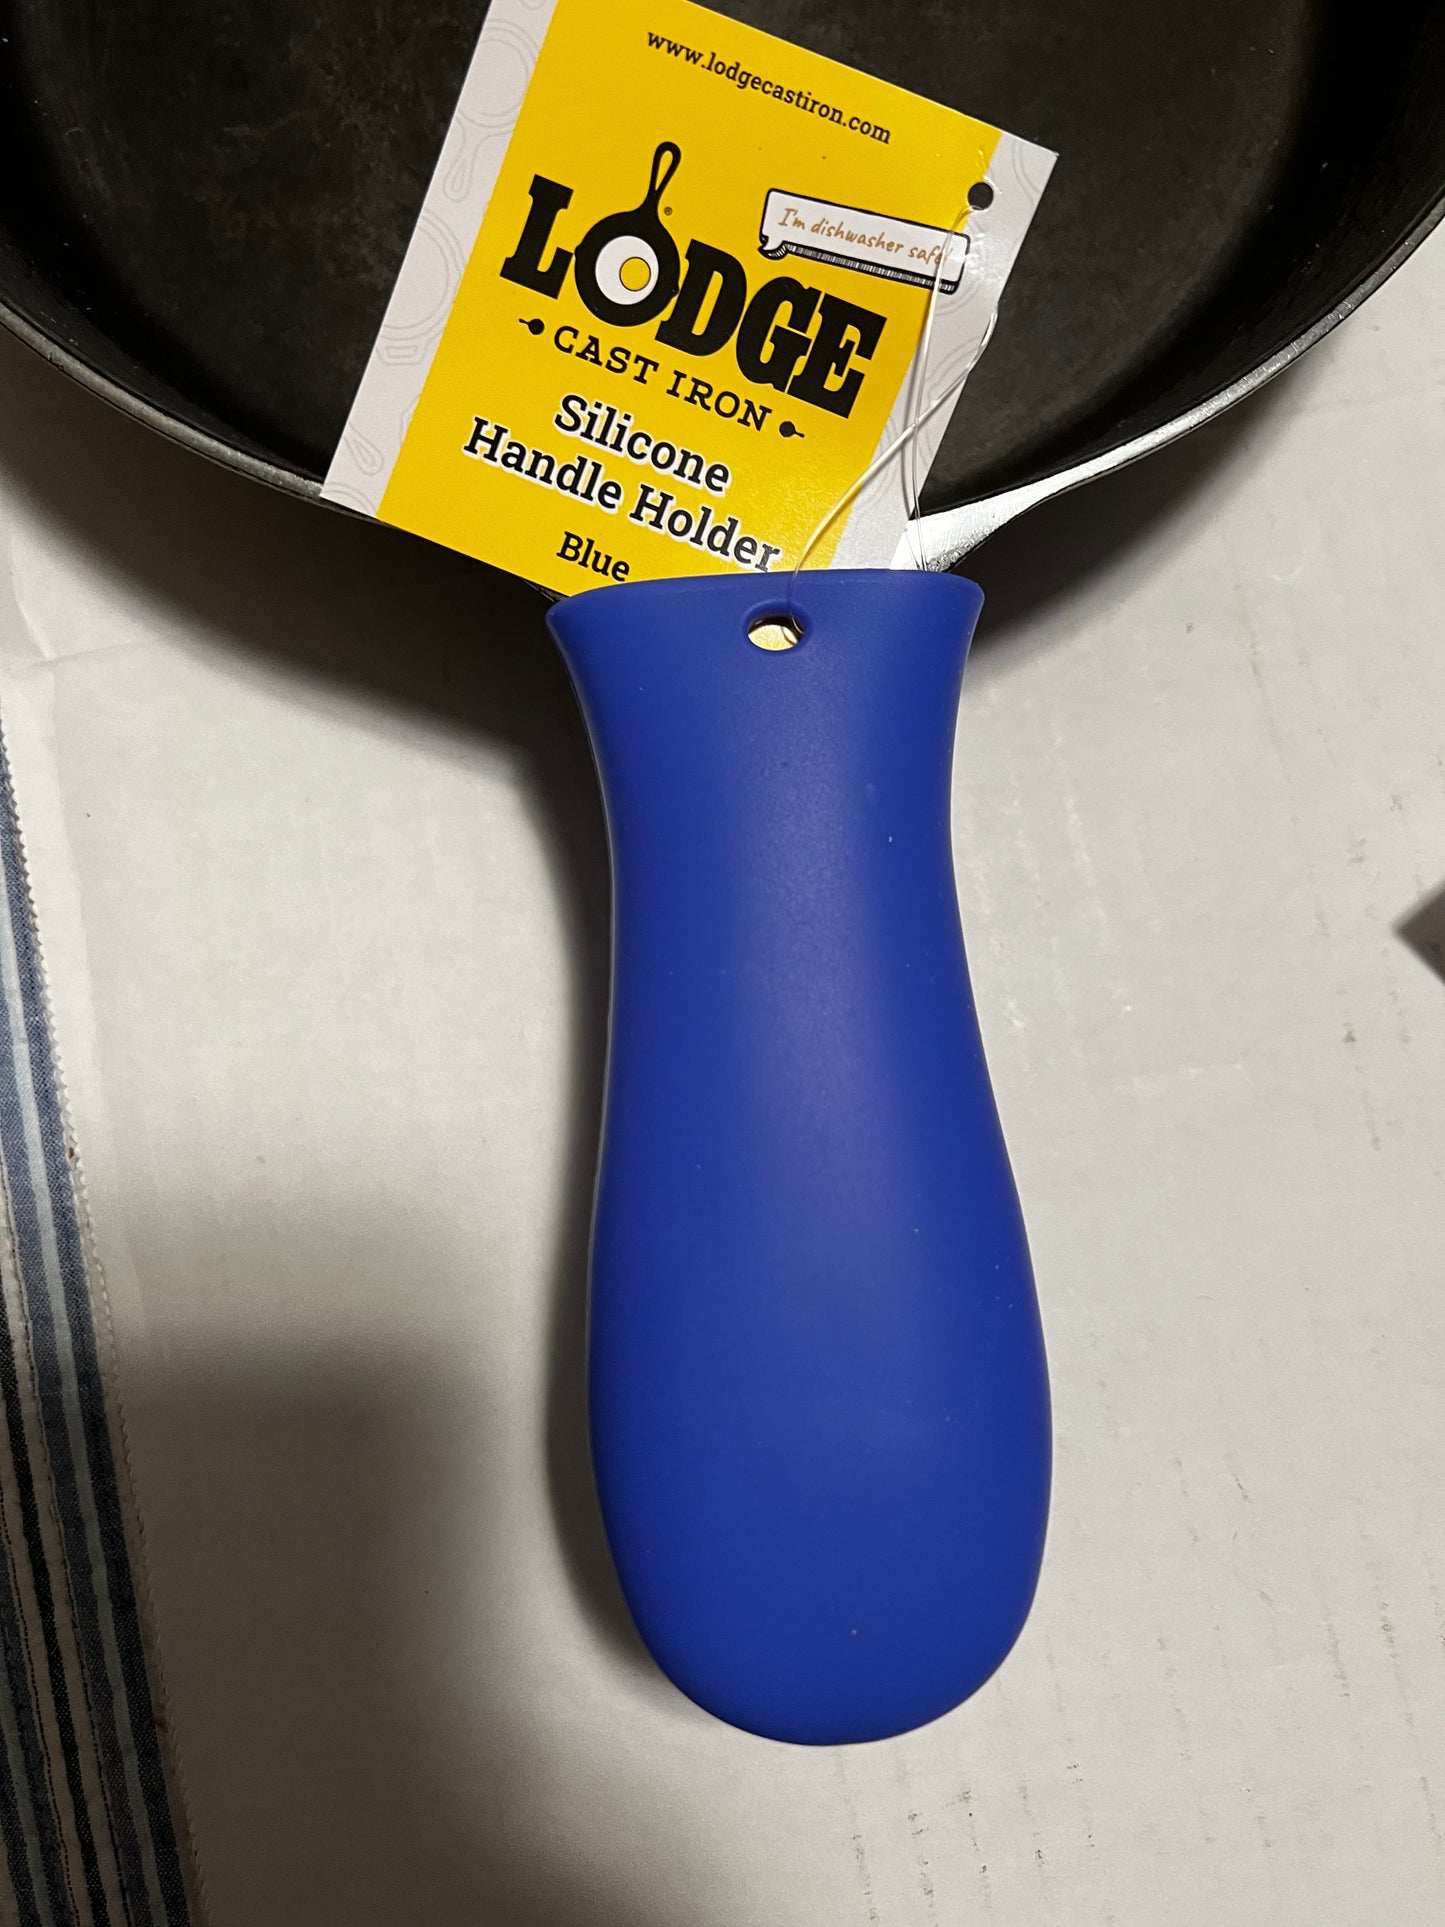 www.lodgecastiron.com
LODGE®
I'm dishwasher safe!
CAST IRON
Silicone
Handle Holder
Blue